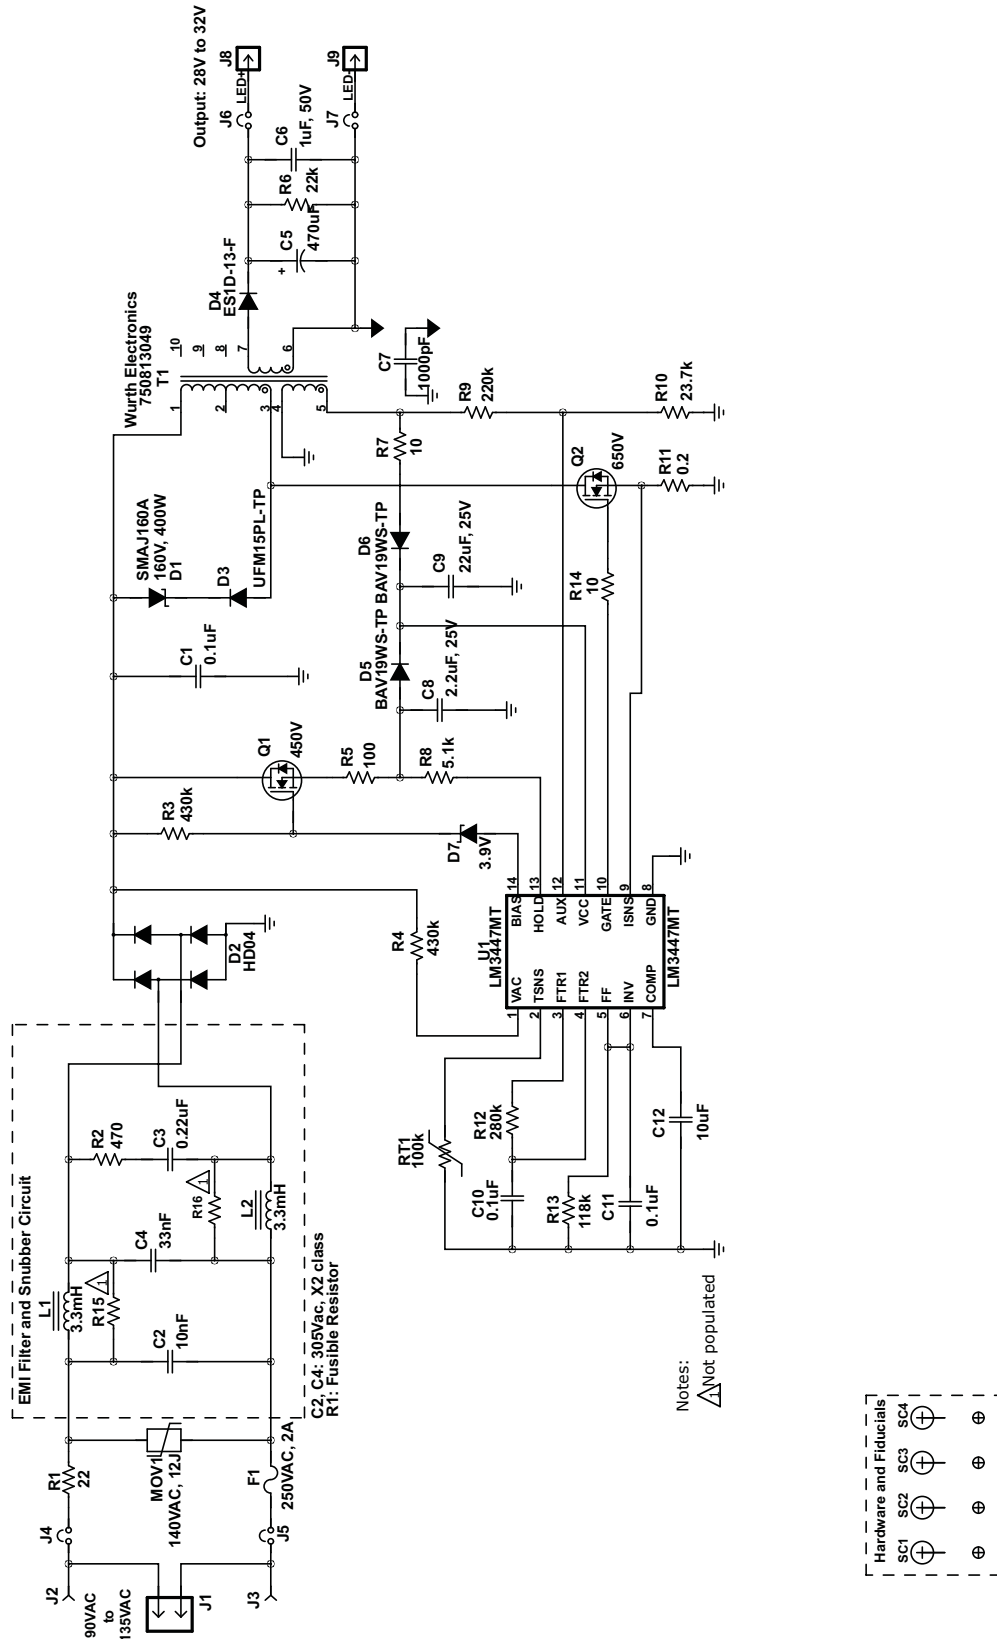 90VAC
to
135VAC
J2
J1
J3
J4
J5
R1
22
MOV1
140VAC, 12J
F1
250VAC, 2A
EMI Filter and Snubber Circuit
L1
3.3mH
R15
1
C2
10nF
C4
33nF
R16
1
R2
470
C3
0.22uF
L2
3.3mH
C2, C4: 305Vac, X2 class
R1: Fusible Resistor
D2
HD04
R4
430k
R3
430k
Q1
450V
D7
3.9V
R5
100
R8
5.1k
C1
0.1uF
SMAJ160A
160V, 400W
D1
D3
UFM15PL-TP
D5
BAV19WS-TP
C8
2.2uF, 25V
D6
BAV19WS-TP
C9
22uF, 25V
R7
10
Wurth Electronics
750813049
T1
1
2
3
4
5
10
9
8
7
6
D4
ES1D-13-F
+
C5
470uF
R6
22k
C6
1uF, 50V
Output: 28V to 32V
J6
LED+
J8
J7
LED-
J9
C7
1000pF
R9
220k
R10
23.7k
R11
0.2
Q2
650V
R14
10
U1
LM3447MT
VAC
TSNS
FTR1
FTR2
FF
INV
COMP
1
2
3
4
5
6
7
BIAS
HOLD
AUX
VCC
GATE
ISNS
GND
14
13
12
11
10
9
8
LM3447MT
RT1
100k
R12
280k
C10
0.1uF
R13
118k
C11
0.1uF
C12
10uF
Notes:
1 Not populated
Hardware and Fiducials
SC1
SC2
SC3
SC4